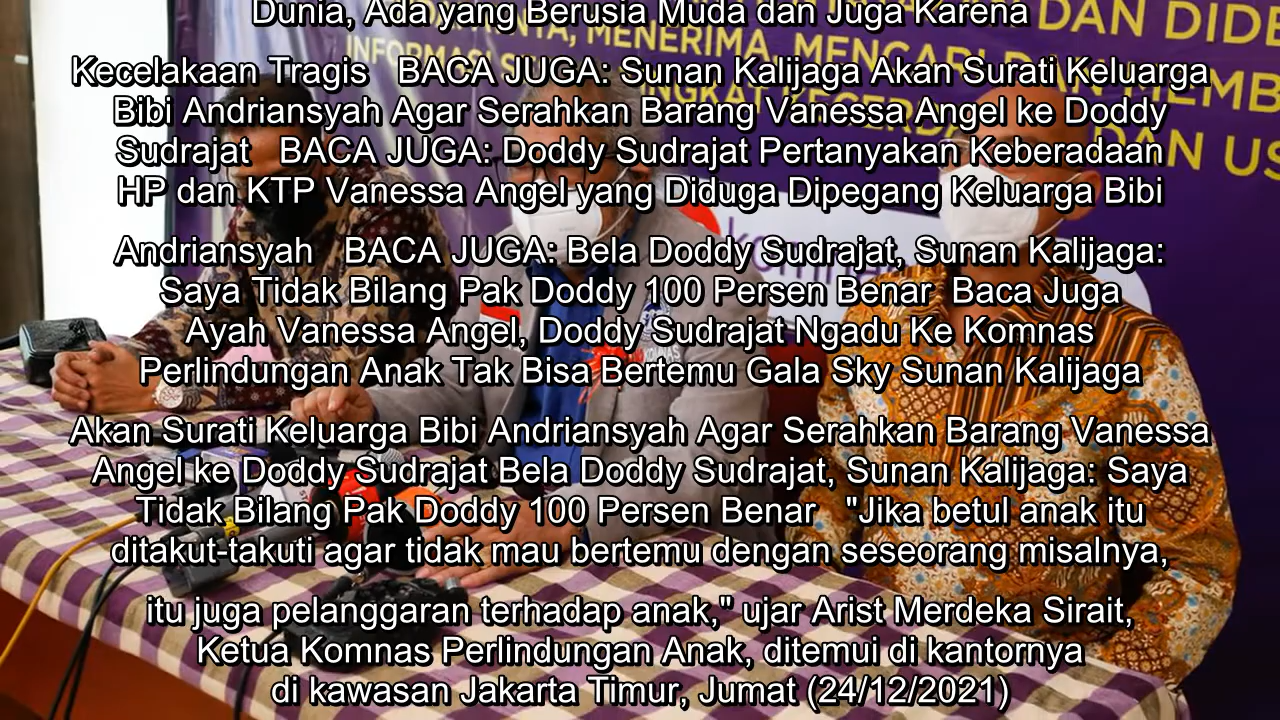 Dunia, Ada yang Berusia Muda dan Juga Karena
Kecelakaan Tragis   BACA JUGA: Sunan Kalijaga Akan Surati Keluarga
Bibi Andriansyah Agar Serahkan Barang Vanessa Angel ke Doddy
Sudrajat   BACA JUGA: Doddy Sudrajat Pertanyakan Keberadaan
HP dan KTP Vanessa Angel yang Diduga Dipegang Keluarga Bibi
Andriansyah   BACA JUGA: Bela Doddy Sudrajat, Sunan Kalijaga:
Saya Tidak Bilang Pak Doddy 100 Persen Benar  Baca Juga
Ayah Vanessa Angel, Doddy Sudrajat Ngadu Ke Komnas
Perlindungan Anak Tak Bisa Bertemu Gala Sky Sunan Kalijaga
Akan Surati Keluarga Bibi Andriansyah Agar Serahkan Barang Vanessa
Angel ke Doddy Sudrajat Bela Doddy Sudrajat, Sunan Kalijaga: Saya
Tidak Bilang Pak Doddy 100 Persen Benar   "Jika betul anak itu
ditakut-takuti agar tidak mau bertemu dengan seseorang misalnya,
itu juga pelanggaran terhadap anak," ujar Arist Merdeka Sirait,
Ketua Komnas Perlindungan Anak, ditemui di kantornya
di kawasan Jakarta Timur, Jumat (24/12/2021)
DAN
MENERIMA, MENCARI
INFORMASI
DAN